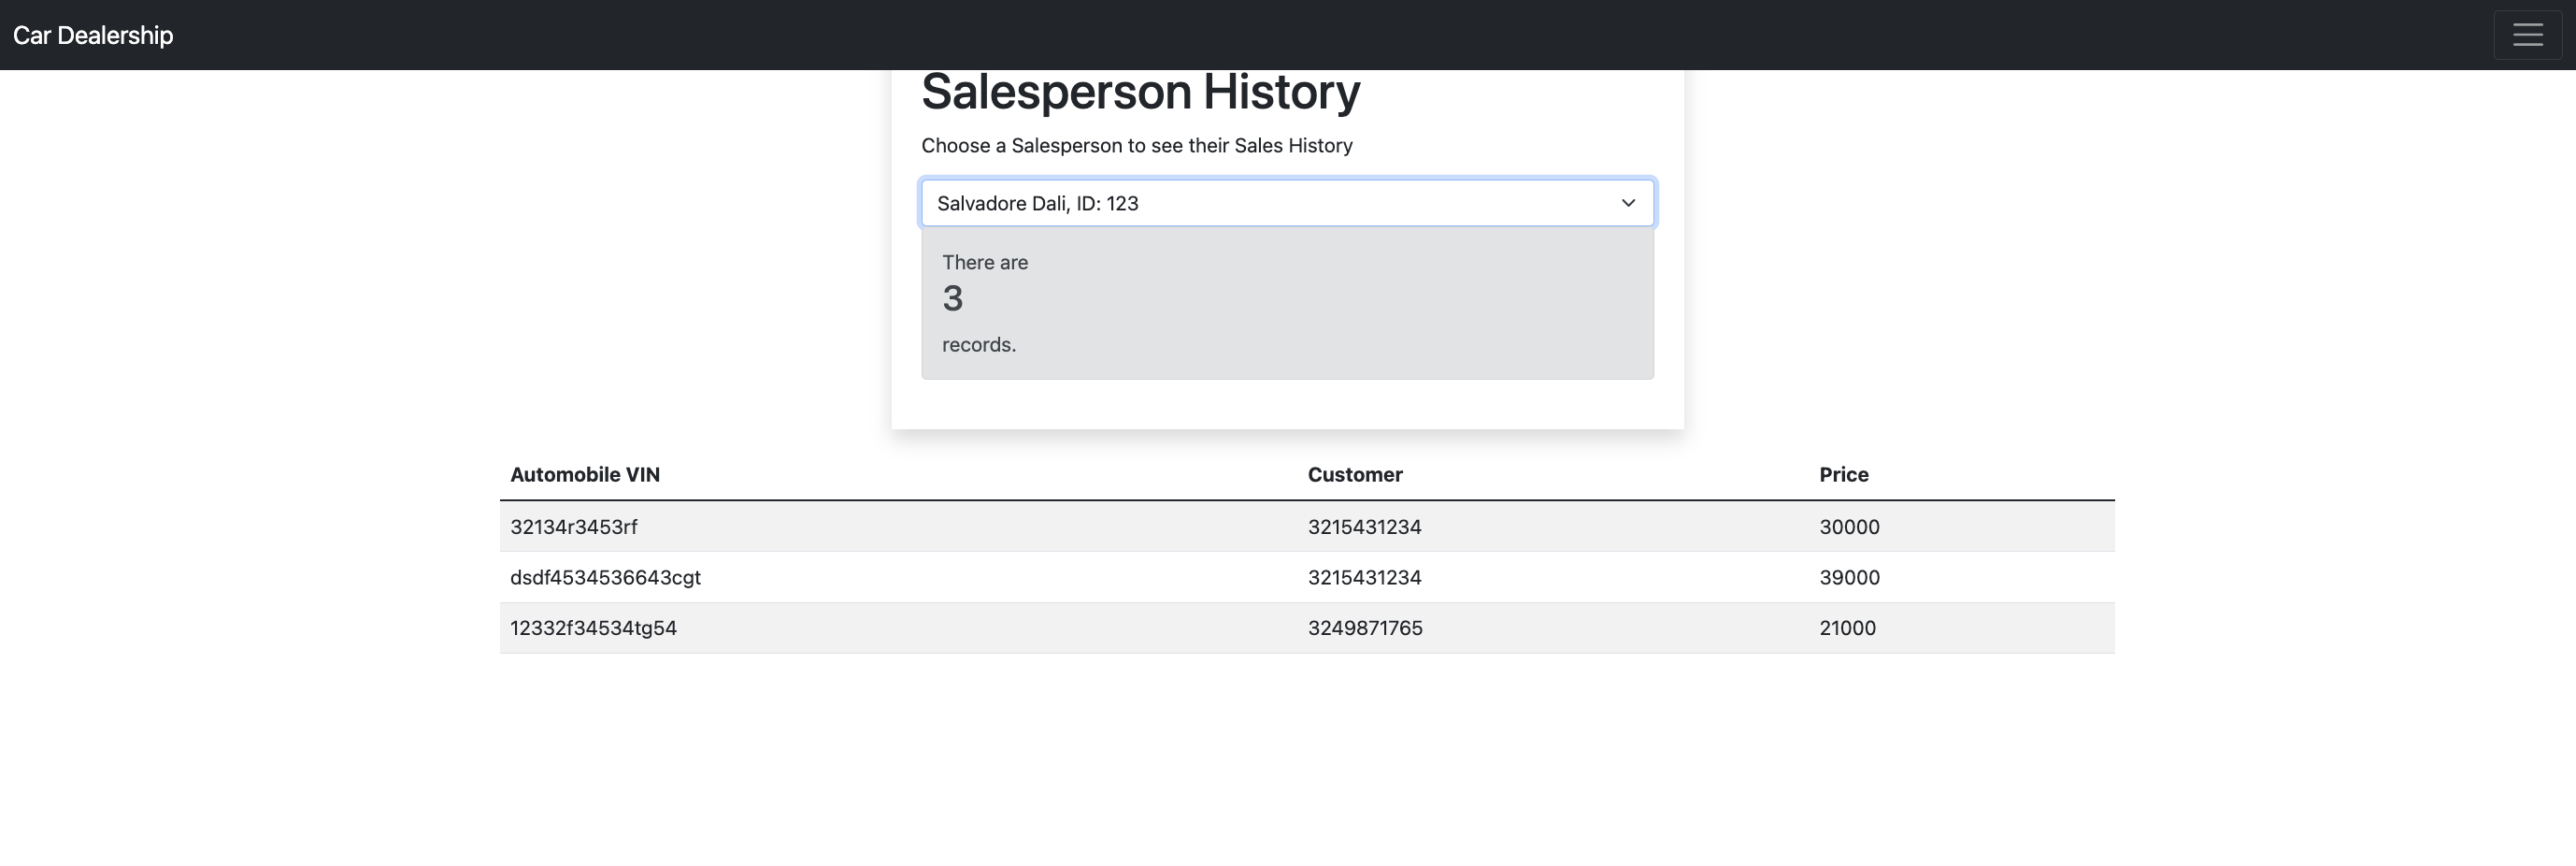 Car Dealership
Salesperson History
Choose a Salesperson to see their Sales History
Salvadore Dali, ID: 123
There are
3
records.
Automobile VIN Customer Price
32134r3453rf 3215431234 30000
dsdf4534536643cgt 3215431234 39000
12332f34534tg54 3249871765 21000